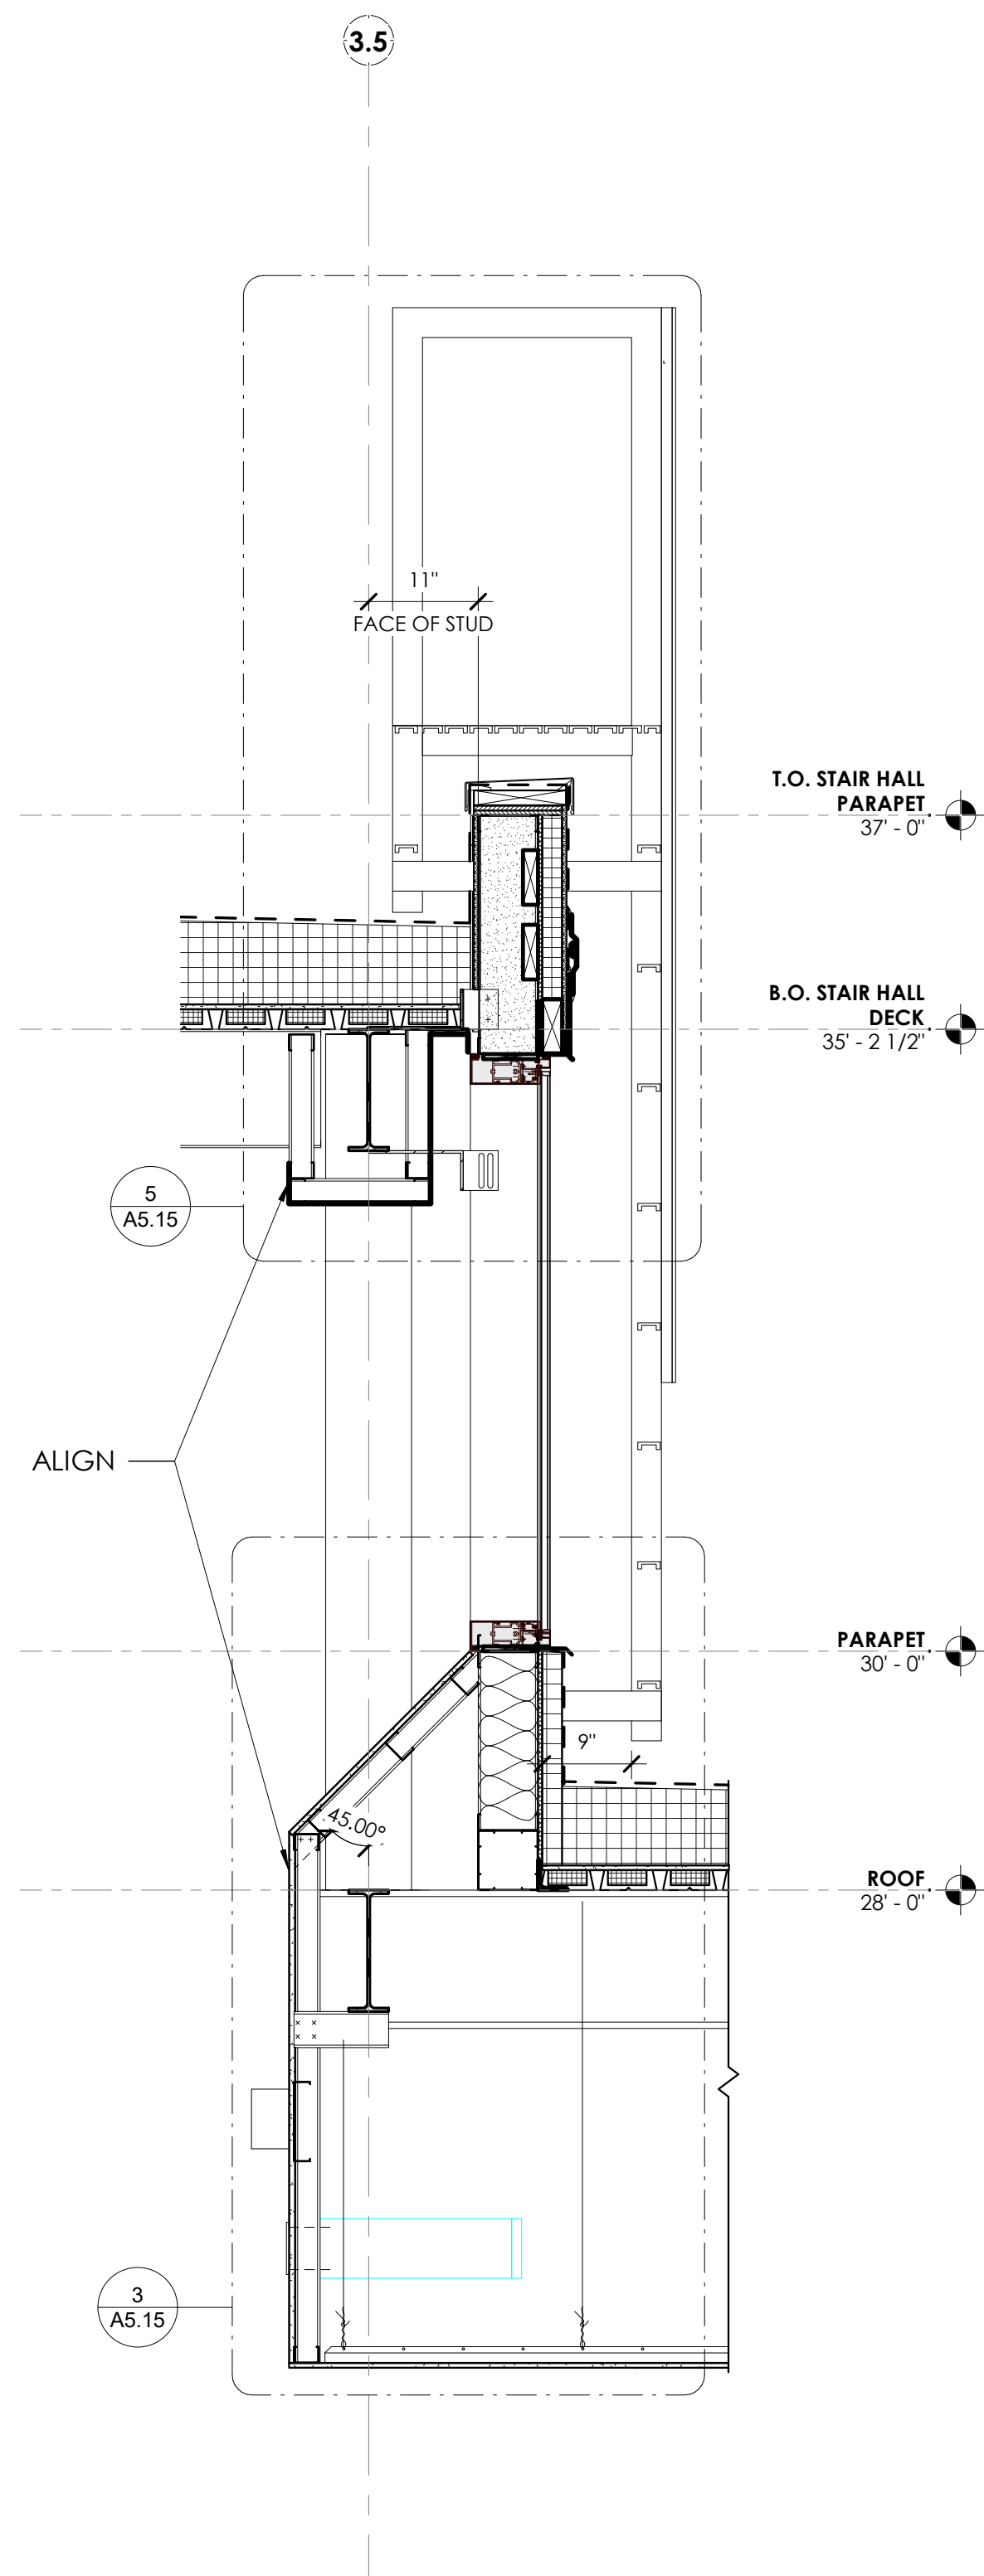 3.5
11"
FACE OF STUD
T.O. STAIR HALL
PARAPET
37' - 0"
B.O. STAIR HALL
DECK
35' - 2 1/2"
5
A5.15
ALIGN
PARAPET
30' - 0"
9"
45.00°
ROOF
28' - 0"
3
A5.15